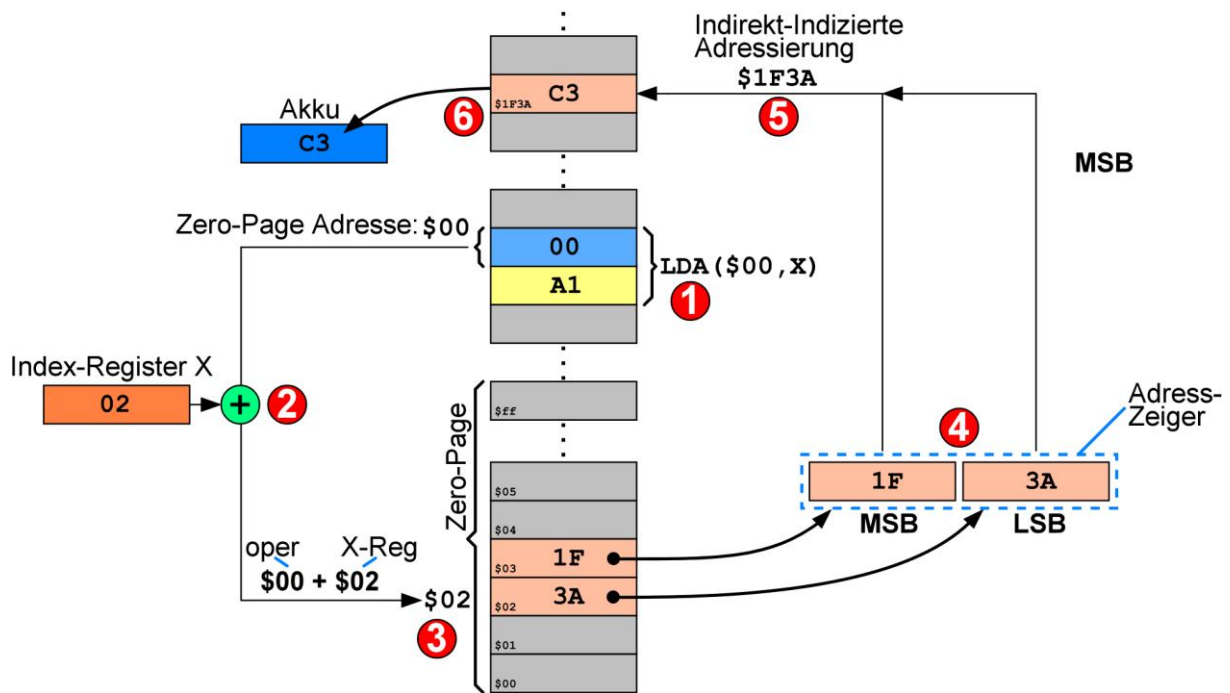 Indirekt-Indizierte
Adressierung
$1F3A
C3
$1F3A
6
5
Akku
C3
MSB
Zero-Page Adresse: $00
00
LDA($00,X)
A1
1
Index-Register X
02
+
2
$ff
Zero-Page
Adress-
Zeiger
4
1F
3A
MSB
LSB
$05
$04
1F
$03
3A
$02
$01
$00
oper
X-Reg
$00 + $02
$02
3